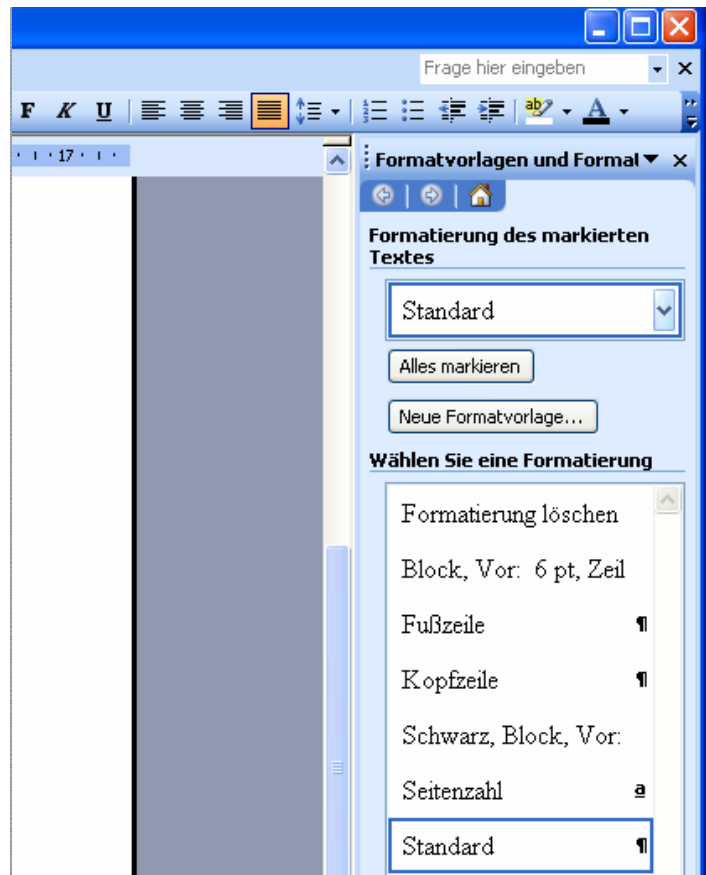 Frage hier eingeben
F K U
17
Formatvorlagen und Format
Formatierung des markierten
Textes
Standard
Alles markieren
Neue Formatvorlage...
Wählen Sie eine Formatierung
Formatierung löschen
Block, Vor: 6 pt, Zeil
Fußzeile ¶
Kopfzeile ¶
Schwarz, Block, Vor:
Seitenzahl a
Standard ¶